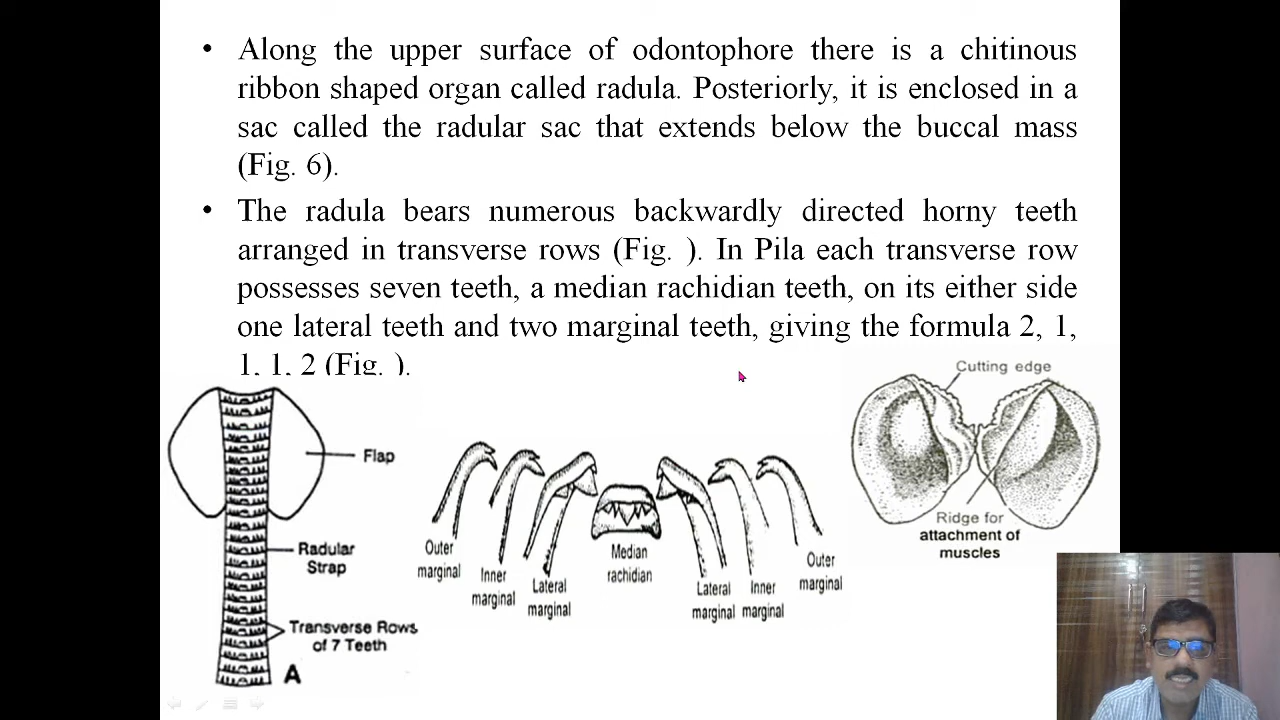 • Along the upper surface of odontophore there is a chitinous
ribbon shaped organ called radula. Posteriorly, it is enclosed in a
sac called the radular sac that extends below the buccal mass
(Fig. 6).
• The radula bears numerous backwardly directed horny teeth
arranged in transverse rows (Fig. ). In Pila each transverse row
possesses seven teeth, a median rachidian teeth, on its either side
one lateral teeth and two marginal teeth, giving the formula 2, 1,
1, 1, 2 (Fig. ).
Flap
Radular
Strap
Transverse Rows
of 7 Teeth
A
Outer
marginal
Inner
marginal
Lateral
marginal
Median
rachidian
Lateral
marginal
Inner
marginal
Outer
marginal
Cutting edge
Ridge for
attachment of
muscles